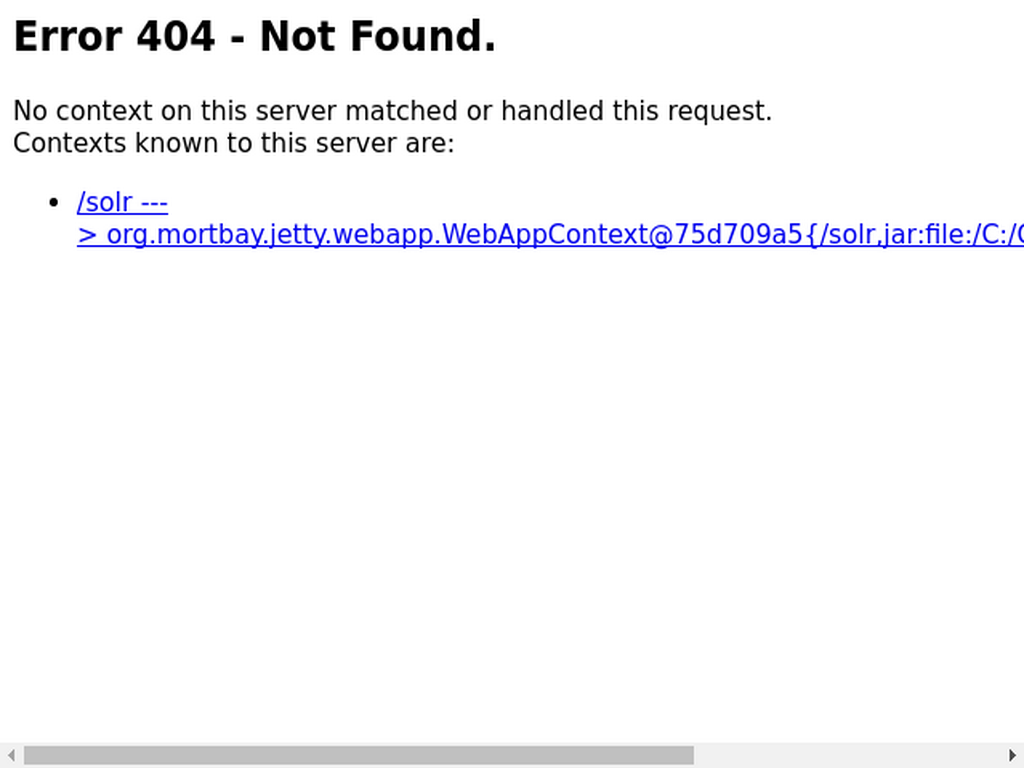 Error 404 - Not Found.
No context on this server matched or handled this request.
Contexts known to this server are:
/solr ---
> org.mortbay.jetty.webapp.WebAppContext@75d709a5{/solr,jar:file:/C:/